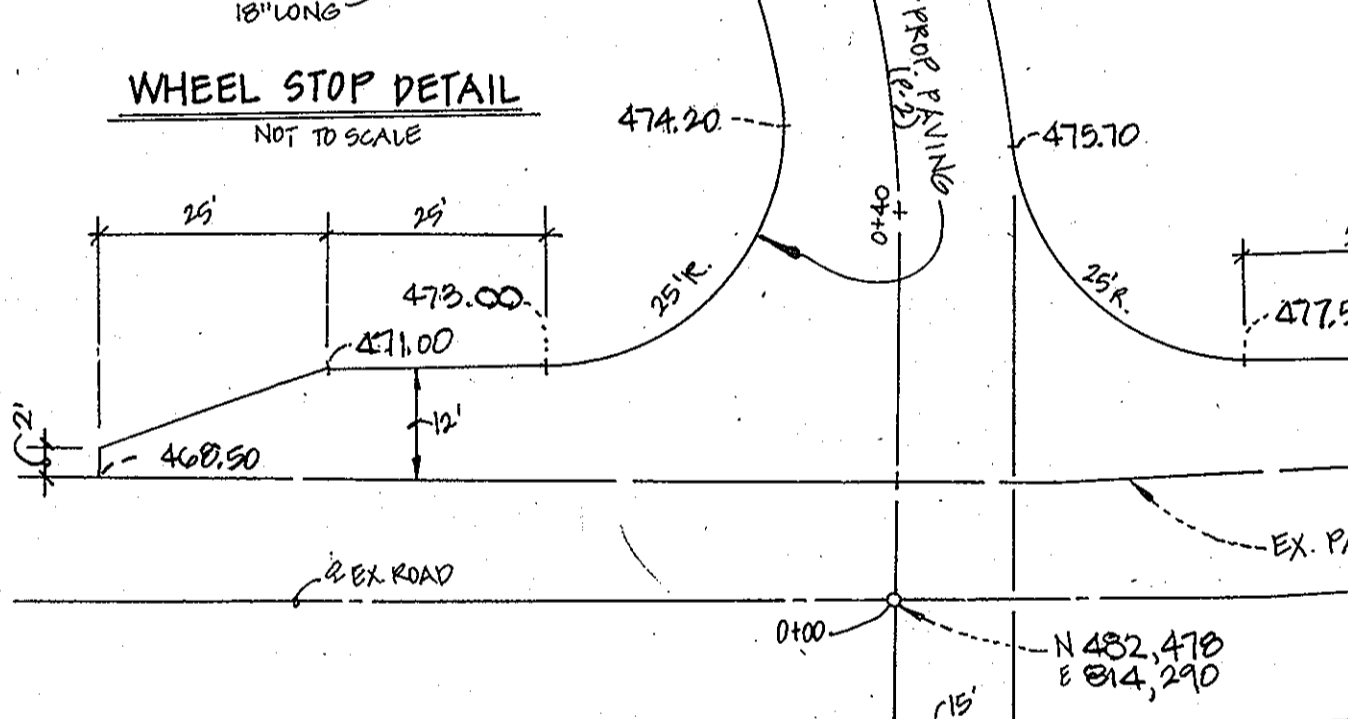 18" LONG
WHEEL STOP DETAIL
NOT TO SCALE
PROP. PAVING
(P-2)
474.20
475.70
25'
25'
0+40
473.00
25'R.
25'R.
477.5
471.00
2'
12'
468.50
EX. PA
℄ EX. ROAD
0+00
N 482,478
E 814,290
15'